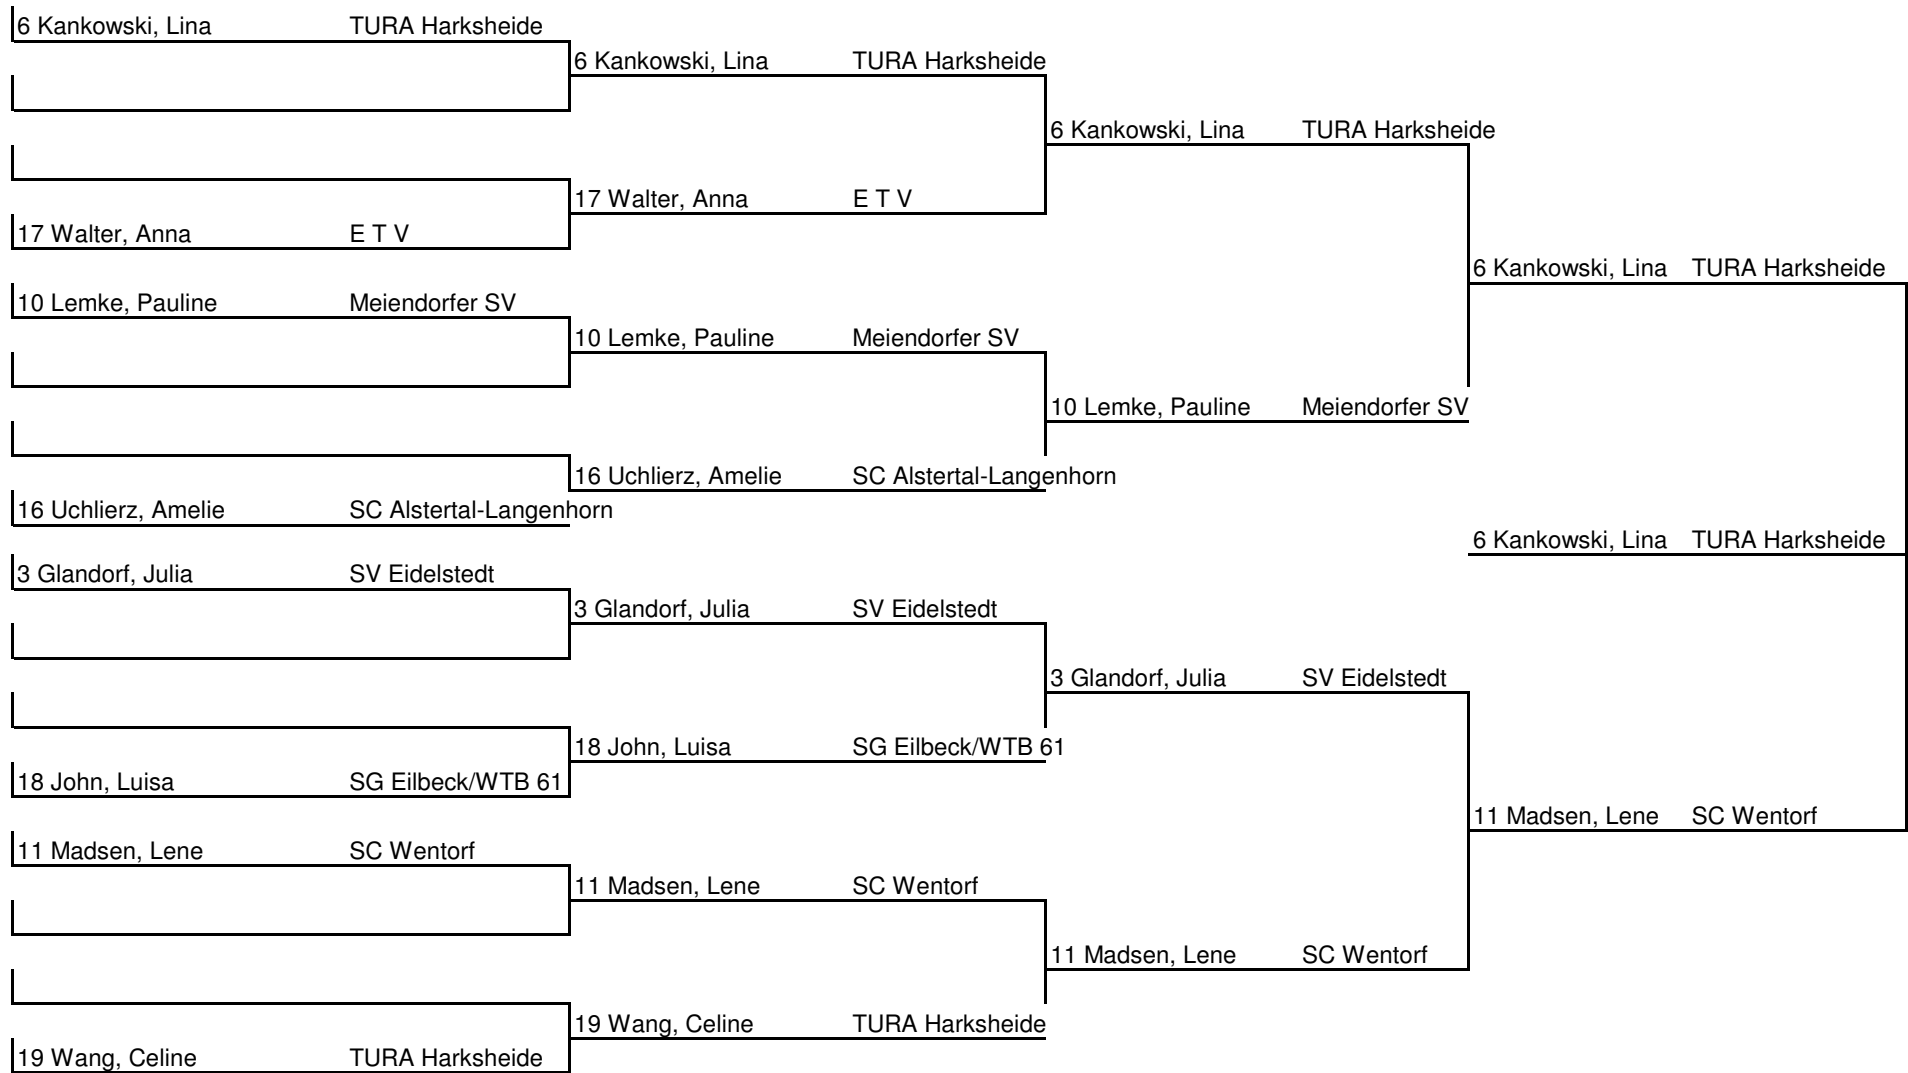 6 Kankowski, Lina TURA Harksheide
6 Kankowski, Lina TURA Harksheide
6 Kankowski, Lina TURA Harksheide
17 Walter, Anna E T V
17 Walter, Anna E T V
6 Kankowski, Lina TURA Harksheide
10 Lemke, Pauline Meiendorfer SV
10 Lemke, Pauline Meiendorfer SV
10 Lemke, Pauline Meiendorfer SV
16 Uchlierz, Amelie SC Alstertal-Langenhorn
16 Uchlierz, Amelie SC Alstertal-Langenhorn
6 Kankowski, Lina TURA Harksheide
3 Glandorf, Julia SV Eidelstedt
3 Glandorf, Julia SV Eidelstedt
3 Glandorf, Julia SV Eidelstedt
18 John, Luisa SG Eilbeck/WTB 61
18 John, Luisa SG Eilbeck/WTB 61
11 Madsen, Lene SC Wentorf
11 Madsen, Lene SC Wentorf
11 Madsen, Lene SC Wentorf
11 Madsen, Lene SC Wentorf
19 Wang, Celine TURA Harksheide
19 Wang, Celine TURA Harksheide